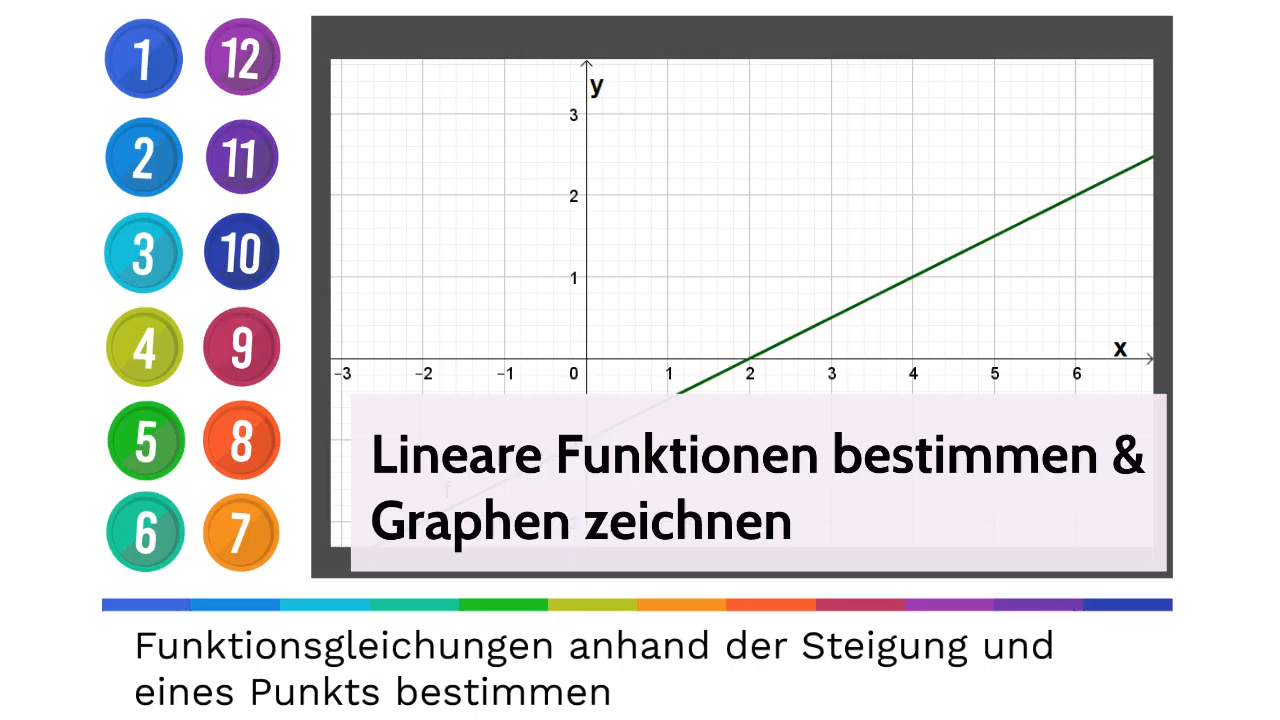 1 12
2 11
3 10
4 9
5 8
6 7
y
3
2
1
x
−3 −2 −1 0 1 2 3 4 5 6
f
Lineare Funktionen bestimmen &
Graphen zeichnen
Funktionsgleichungen anhand der Steigung und
eines Punkts bestimmen